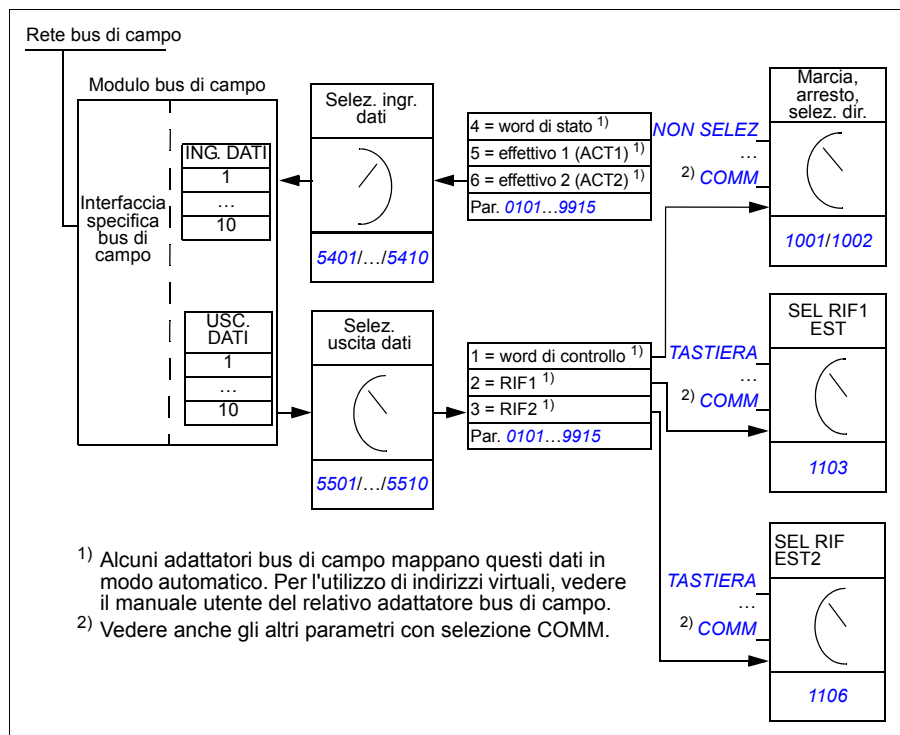 Rete bus di campo
Modulo bus di campo
Interfaccia
specifica
bus di
campo
ING. DATI
1
...
10
USC.
DATI
1
...
10
Selez. ingr.
dati
5401/.../5410
Selez.
uscita dati
5501/.../5510
4 = word di stato 1)
5 = effettivo 1 (ACT1) 1)
6 = effettivo 2 (ACT2) 1)
Par. 0101...9915
1 = word di controllo 1)
2 = RIF1 1)
3 = RIF2 1)
Par. 0101...9915
NON SELEZ
...
2) COMM
Marcia,
arresto,
selez. dir.
1001/1002
TASTIERA
...
2) COMM
SEL RIF1
EST
1103
TASTIERA
...
2) COMM
SEL RIF
EST2
1106
1) Alcuni adattatori bus di campo mappano questi dati in
modo automatico. Per l'utilizzo di indirizzi virtuali, vedere
il manuale utente del relativo adattatore bus di campo.
2) Vedere anche gli altri parametri con selezione COMM.